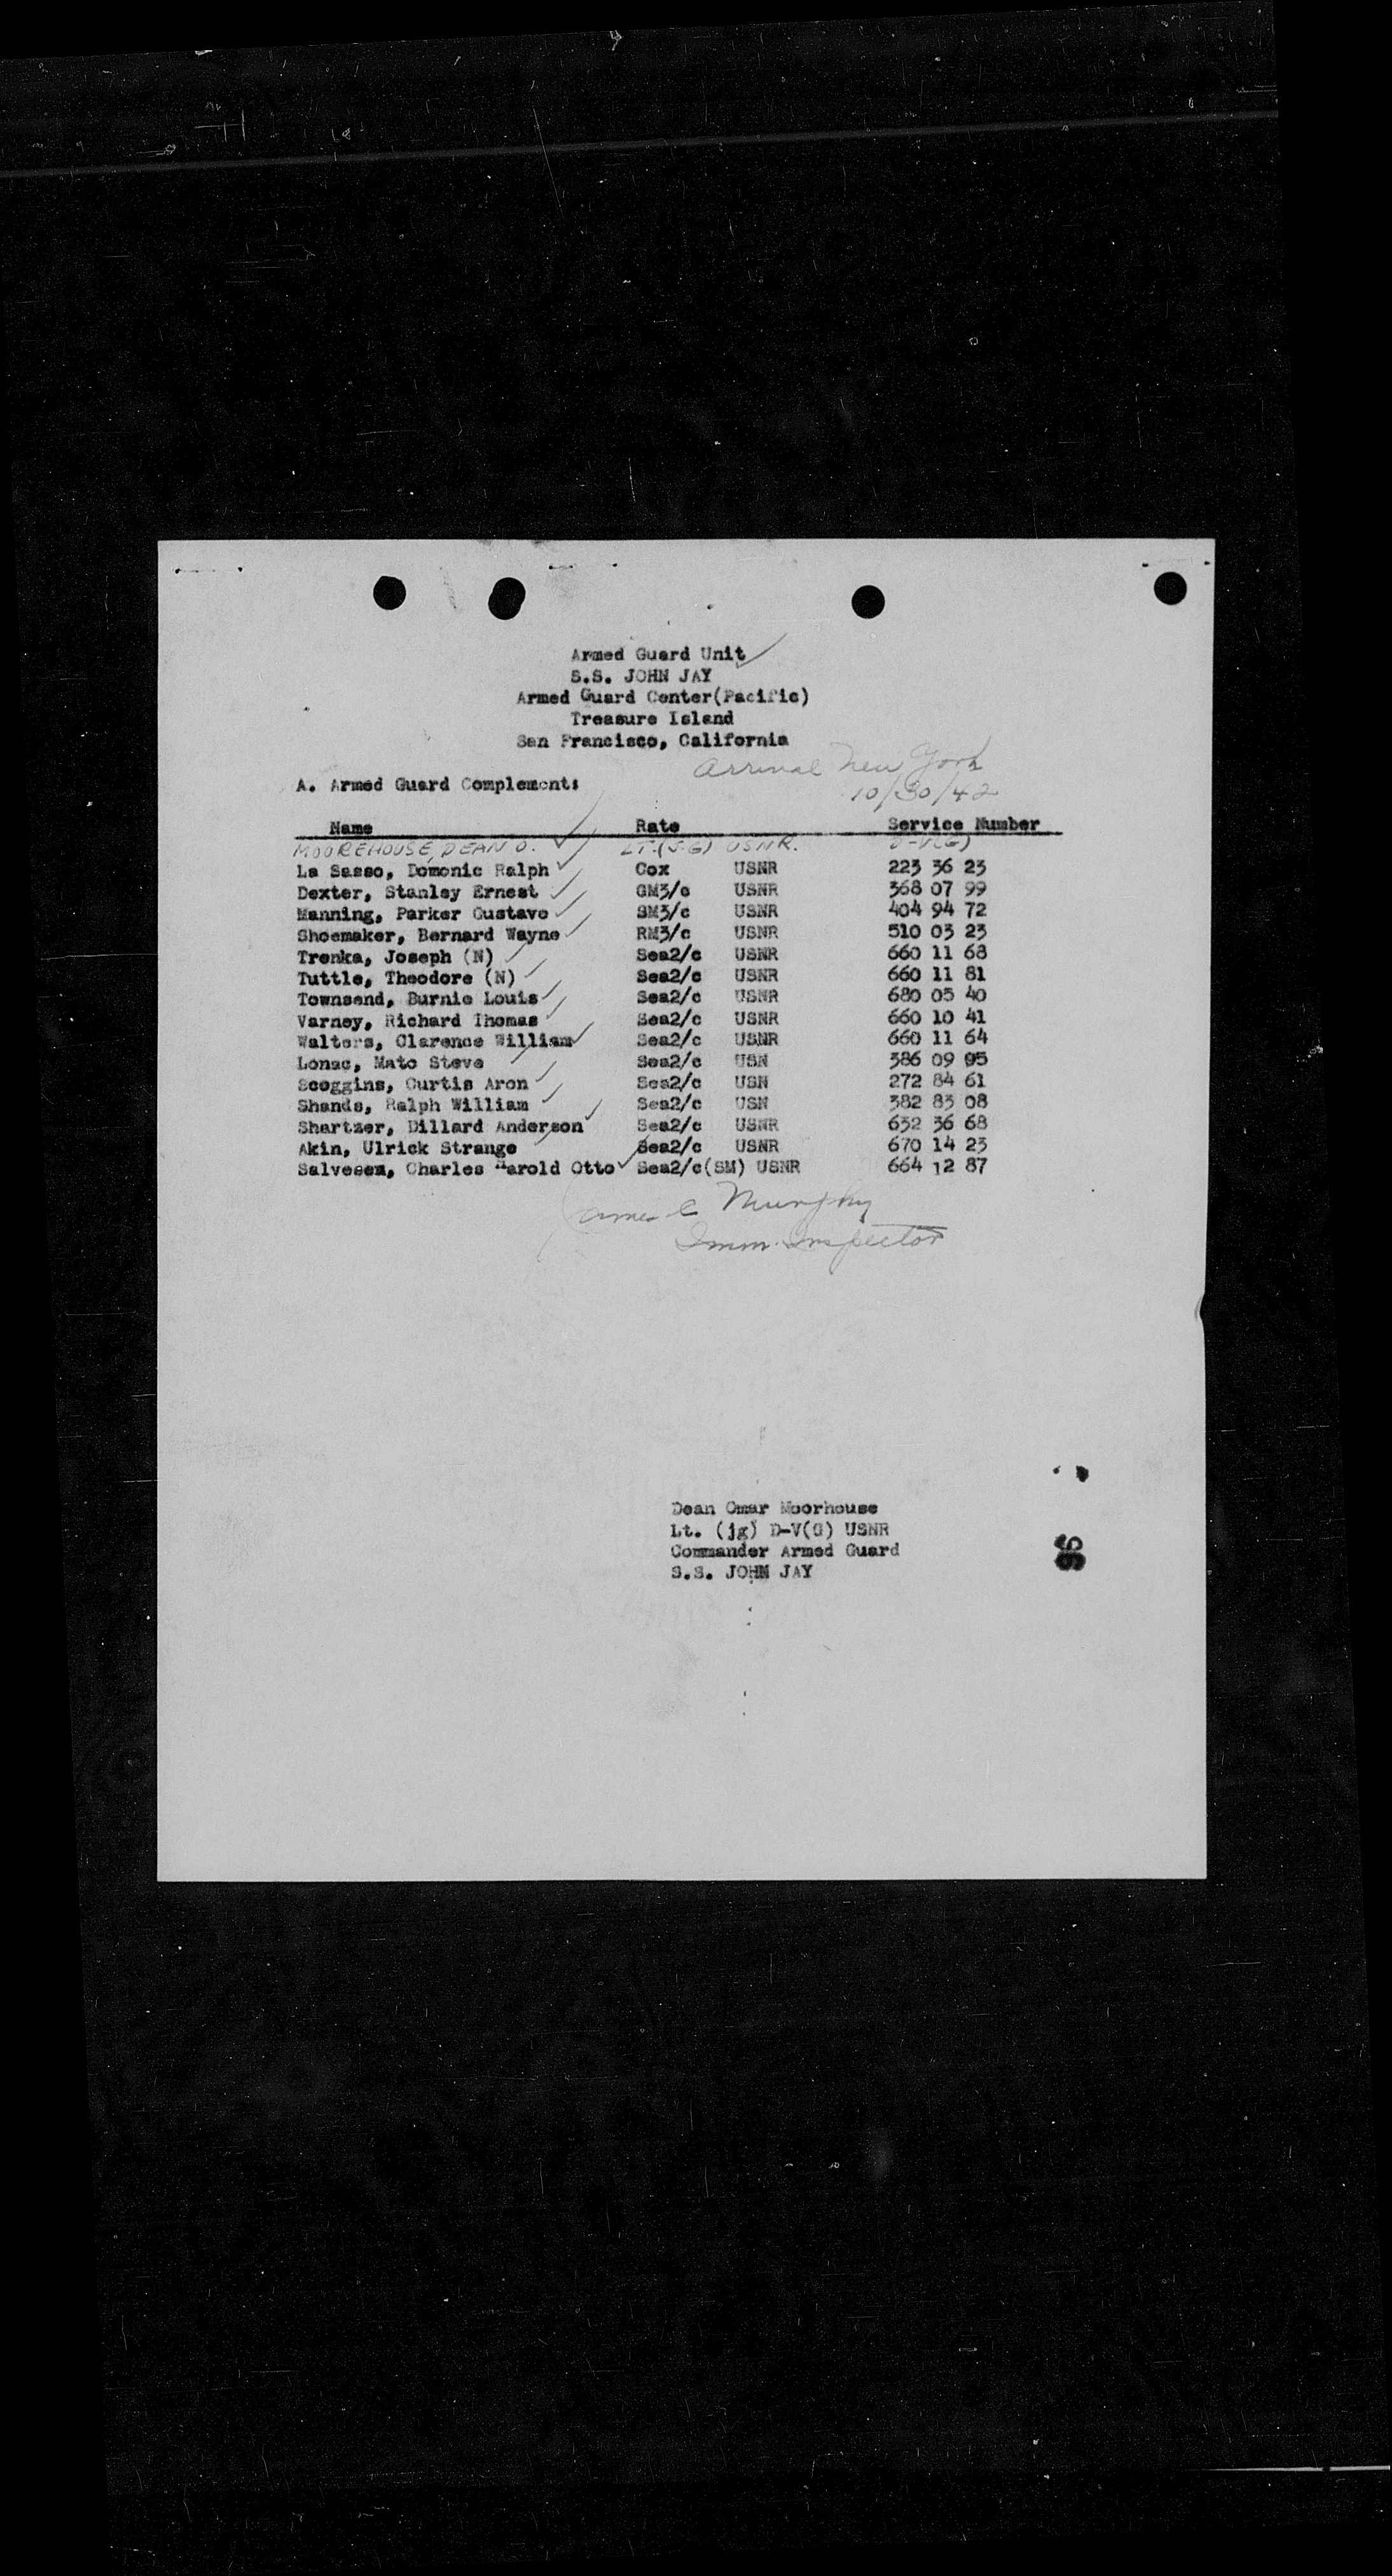 Armed Guard Unit
S.S. JOHN JAY
Armed Guard Center(Pacific)
Treasure Island
San Francisco, California
Arrival New York
10/30/42
A. Armed Guard Complement:
Name Rate Service Number
MOOREHOUSE, DEAN O. LT.(J.G) USNR. D-V(G)
La Sasso, Domonic Ralph Cox USNR 223 36 23
Dexter, Stanley Ernest GM3/c USNR 368 07 99
Manning, Parker Gustave SM3/c USNR 404 94 72
Shoemaker, Bernard Wayne RM3/c USNR 510 03 23
Trenka, Joseph (N) Sea2/c USNR 660 11 68
Tuttle, Theodore (N) Sea2/c USNR 660 11 81
Townsend, Burnie Louis Sea2/c USNR 680 05 40
Varney, Richard Thomas Sea2/c USNR 660 10 41
Walters, Clarence William Sea2/c USNR 660 11 64
Lonac, Mato Steve Sea2/c USN 386 09 95
Scoggins, Curtis Aron Sea2/c USN 272 84 61
Shands, Ralph William Sea2/c USN 382 83 08
Shartzer, Dillard Anderson Sea2/c USNR 632 36 68
Akin, Ulrick Strange Sea2/c USNR 670 14 23
Salvesen, Charles Harold Otto Sea2/c(SM) USNR 664 12 87
James C Murphy
Imm. Inspector
Dean Omar Moorhouse
Lt. (jg) D-V(G) USNR
Commander Armed Guard
S.S. JOHN JAY